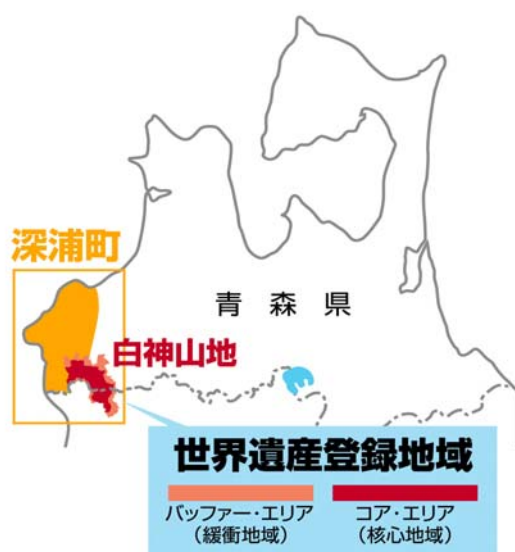 深浦町
青森県
白神山地
世界遺産登録地域
バッファー・エリア
(緩衝地域)
コア・エリア
(核心地域)